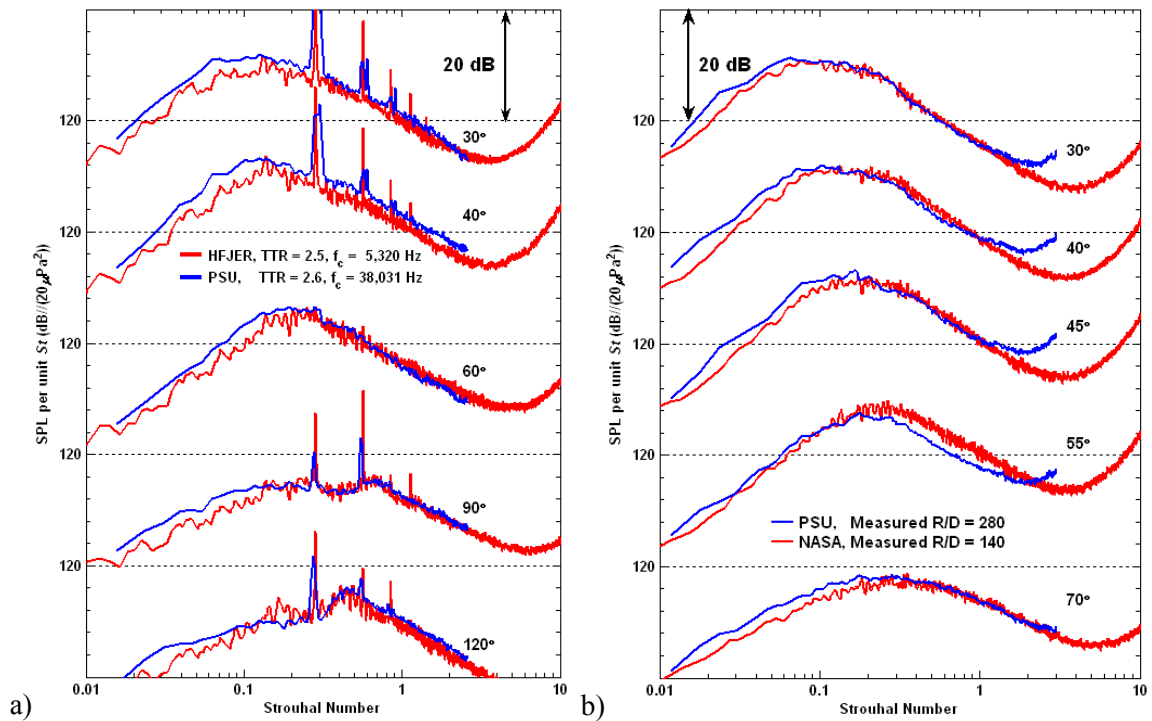 20 dB
120
30°
120
40°
HFJER, TTR = 2.5, f_c = 5,320 Hz
PSU, TTR = 2.6, f_c = 38,031 Hz
120
60°
120
90°
120
120°
SPL per unit St (dB//(20μPa²))
0.01
0.1
1
10
Strouhal Number
a)
20 dB
120
30°
120
40°
120
45°
120
55°
PSU, Measured R/D = 280
NASA, Measured R/D = 140
120
70°
SPL per unit St (dB//(20μPa²))
0.01
0.1
1
10
Strouhal Number
b)